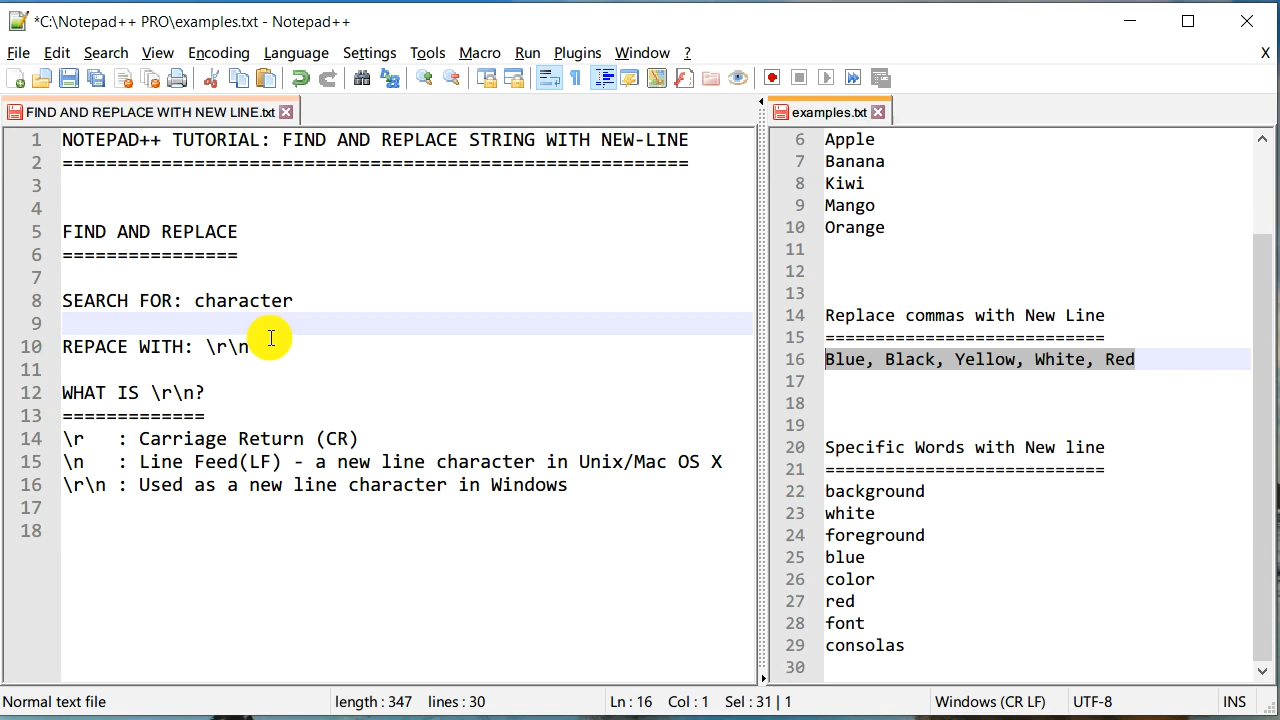 *C:\Notepad++ PRO\examples.txt - Notepad++
File Edit Search View Encoding Language Settings Tools Macro Run Plugins Window ? X
FIND AND REPLACE WITH NEW LINE.txt
1 NOTEPAD++ TUTORIAL: FIND AND REPLACE STRING WITH NEW-LINE
2 =========================================================
3
4
5 FIND AND REPLACE
6 ================
7
8 SEARCH FOR: character
9
10 REPACE WITH: \r\n
11
12 WHAT IS \r\n?
13 =============
14 \r : Carriage Return (CR)
15 \n : Line Feed(LF) - a new line character in Unix/Mac OS X
16 \r\n : Used as a new line character in Windows
17
18
examples.txt
6 Apple
7 Banana
8 Kiwi
9 Mango
10 Orange
11
12
13
14 Replace commas with New Line
15 ============================
16 Blue, Black, Yellow, White, Red
17
18
19
20 Specific Words with New line
21 ============================
22 background
23 white
24 foreground
25 blue
26 color
27 red
28 font
29 consolas
30
Normal text file length : 347 lines : 30 Ln : 16 Col : 1 Sel : 31 | 1 Windows (CR LF) UTF-8 INS